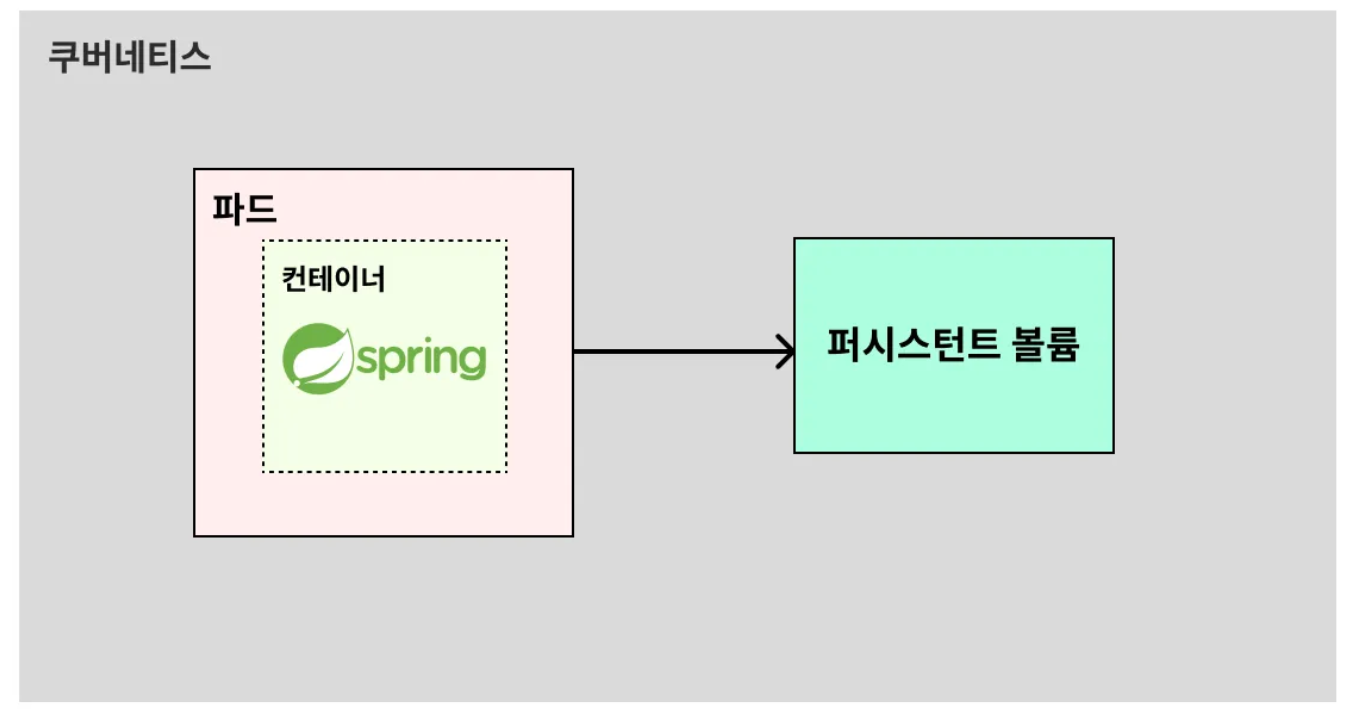 쿠버네티스
파드
컨테이너
spring
퍼시스턴트 볼륨